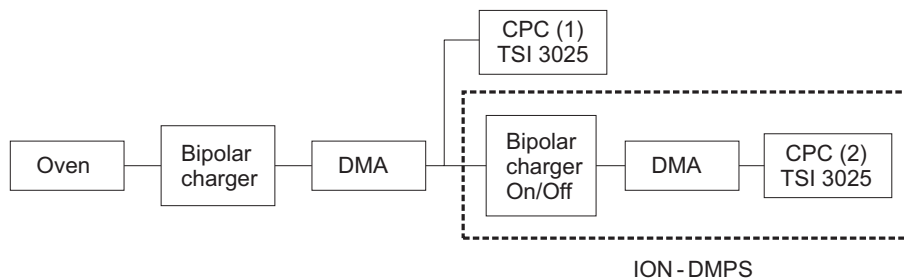 CPC (1)
TSI 3025
Oven
Bipolar
charger
DMA
Bipolar
charger
On/Off
DMA
CPC (2)
TSI 3025
ION - DMPS